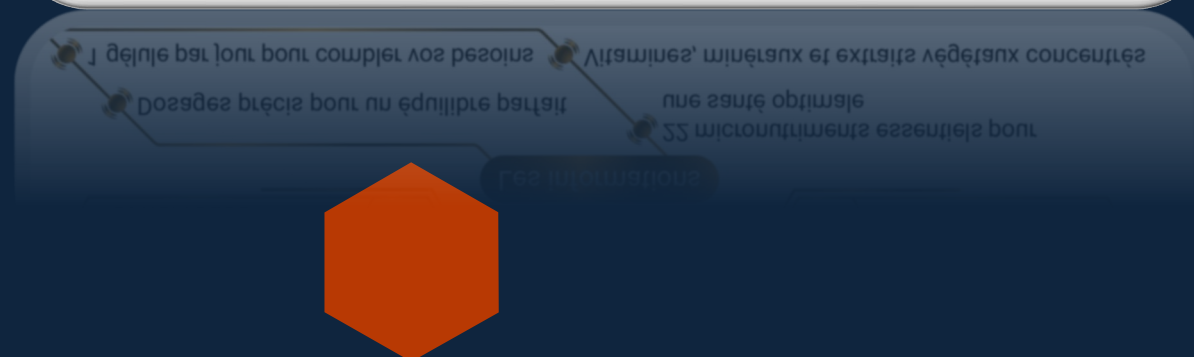 1 gélule par jour pour combler vos besoins
Vitamines, minéraux et extraits végétaux concentrés
Dosages précis pour un équilibre parfait
22 micronutriments essentiels pour
une santé optimale
Les informations